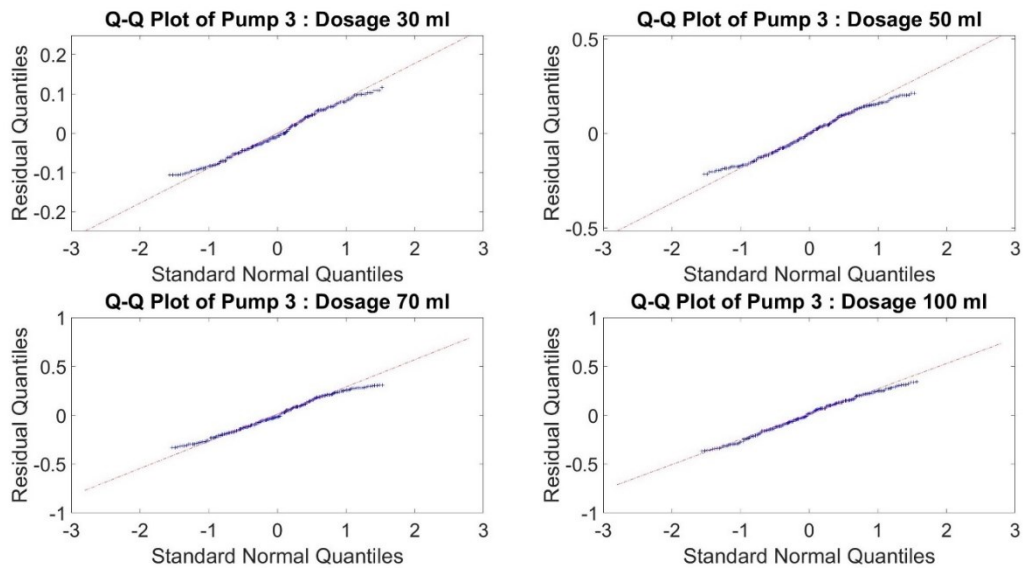 Q-Q Plot of Pump 3 : Dosage 30 ml
Residual Quantiles
0.2
0.1
0
-0.1
-0.2
-3 -2 -1 0 1 2 3
Standard Normal Quantiles
Q-Q Plot of Pump 3 : Dosage 50 ml
Residual Quantiles
0.5
0
-0.5
-3 -2 -1 0 1 2 3
Standard Normal Quantiles
Q-Q Plot of Pump 3 : Dosage 70 ml
Residual Quantiles
1
0.5
0
-0.5
-1
-3 -2 -1 0 1 2 3
Standard Normal Quantiles
Q-Q Plot of Pump 3 : Dosage 100 ml
Residual Quantiles
1
0.5
0
-0.5
-1
-3 -2 -1 0 1 2 3
Standard Normal Quantiles